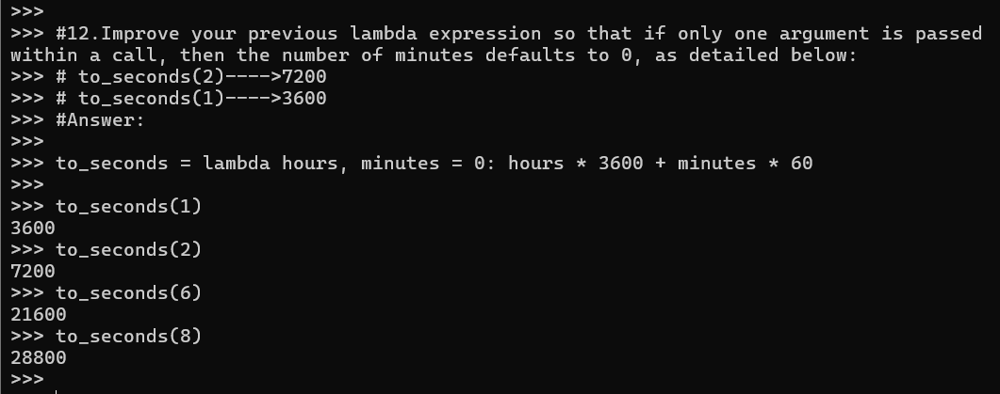 >>>
>>> #12.Improve your previous lambda expression so that if only one argument is passed
within a call, then the number of minutes defaults to 0, as detailed below:
>>> # to_seconds(2)---->7200
>>> # to_seconds(1)---->3600
>>> #Answer:
>>>
>>> to_seconds = lambda hours, minutes = 0: hours * 3600 + minutes * 60
>>>
>>> to_seconds(1)
3600
>>> to_seconds(2)
7200
>>> to_seconds(6)
21600
>>> to_seconds(8)
28800
>>>